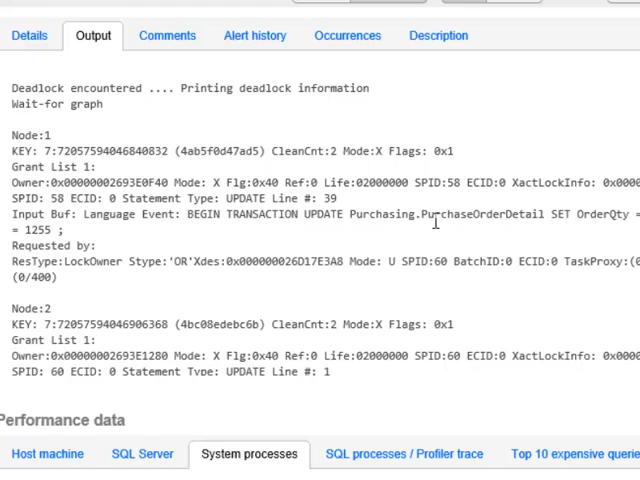 Details Output Comments Alert history Occurrences Description
Deadlock encountered .... Printing deadlock information
Wait-for graph
Node:1
KEY: 7:72057594046840832 (4ab5f0d47ad5) CleanCnt:2 Mode:X Flags: 0x1
Grant List 1:
Owner:0x00000002693E0F40 Mode: X Flg:0x40 Ref:0 Life:02000000 SPID:58 ECID:0 XactLockInfo: 0x0000
SPID: 58 ECID: 0 Statement Type: UPDATE Line #: 39
Input Buf: Language Event: BEGIN TRANSACTION UPDATE Purchasing.PurchaseOrderDetail SET OrderQty =
= 1255 ;
Requested by:
ResType:LockOwner Stype:'OR'Xdes:0x000000026D17E3A8 Mode: U SPID:60 BatchID:0 ECID:0 TaskProxy:(0
(0/400)
Node:2
KEY: 7:72057594046906368 (4bc08edebc6b) CleanCnt:2 Mode:X Flags: 0x1
Grant List 1:
Owner:0x00000002693E1280 Mode: X Flg:0x40 Ref:0 Life:02000000 SPID:60 ECID:0 XactLockInfo: 0x0000
SPID: 60 ECID: 0 Statement Type: UPDATE Line #: 1
Performance data
Host machine SQL Server System processes SQL processes / Profiler trace Top 10 expensive querie